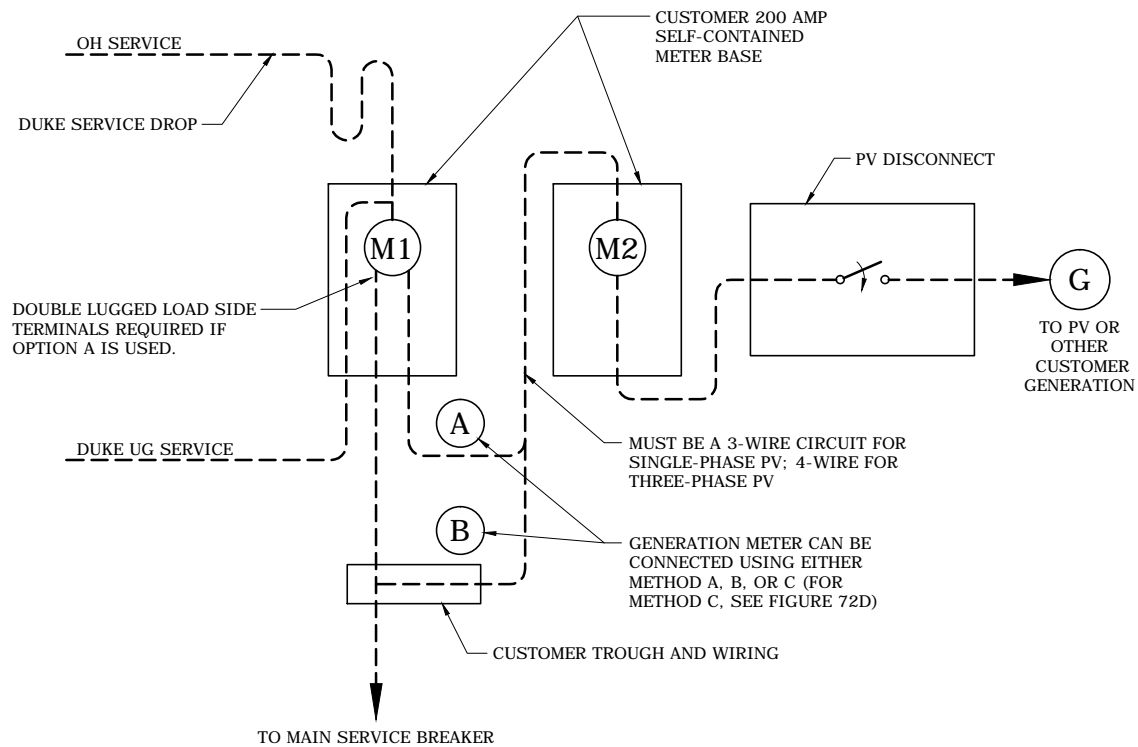 CUSTOMER 200 AMP
SELF-CONTAINED
METER BASE
OH SERVICE
DUKE SERVICE DROP
PV DISCONNECT
M1
M2
G
DOUBLE LUGGED LOAD SIDE
TERMINALS REQUIRED IF
OPTION A IS USED.
TO PV OR
OTHER
CUSTOMER
GENERATION
A
DUKE UG SERVICE
MUST BE A 3-WIRE CIRCUIT FOR
SINGLE-PHASE PV; 4-WIRE FOR
THREE-PHASE PV
B
GENERATION METER CAN BE
CONNECTED USING EITHER
METHOD A, B, OR C (FOR
METHOD C, SEE FIGURE 72D)
CUSTOMER TROUGH AND WIRING
TO MAIN SERVICE BREAKER